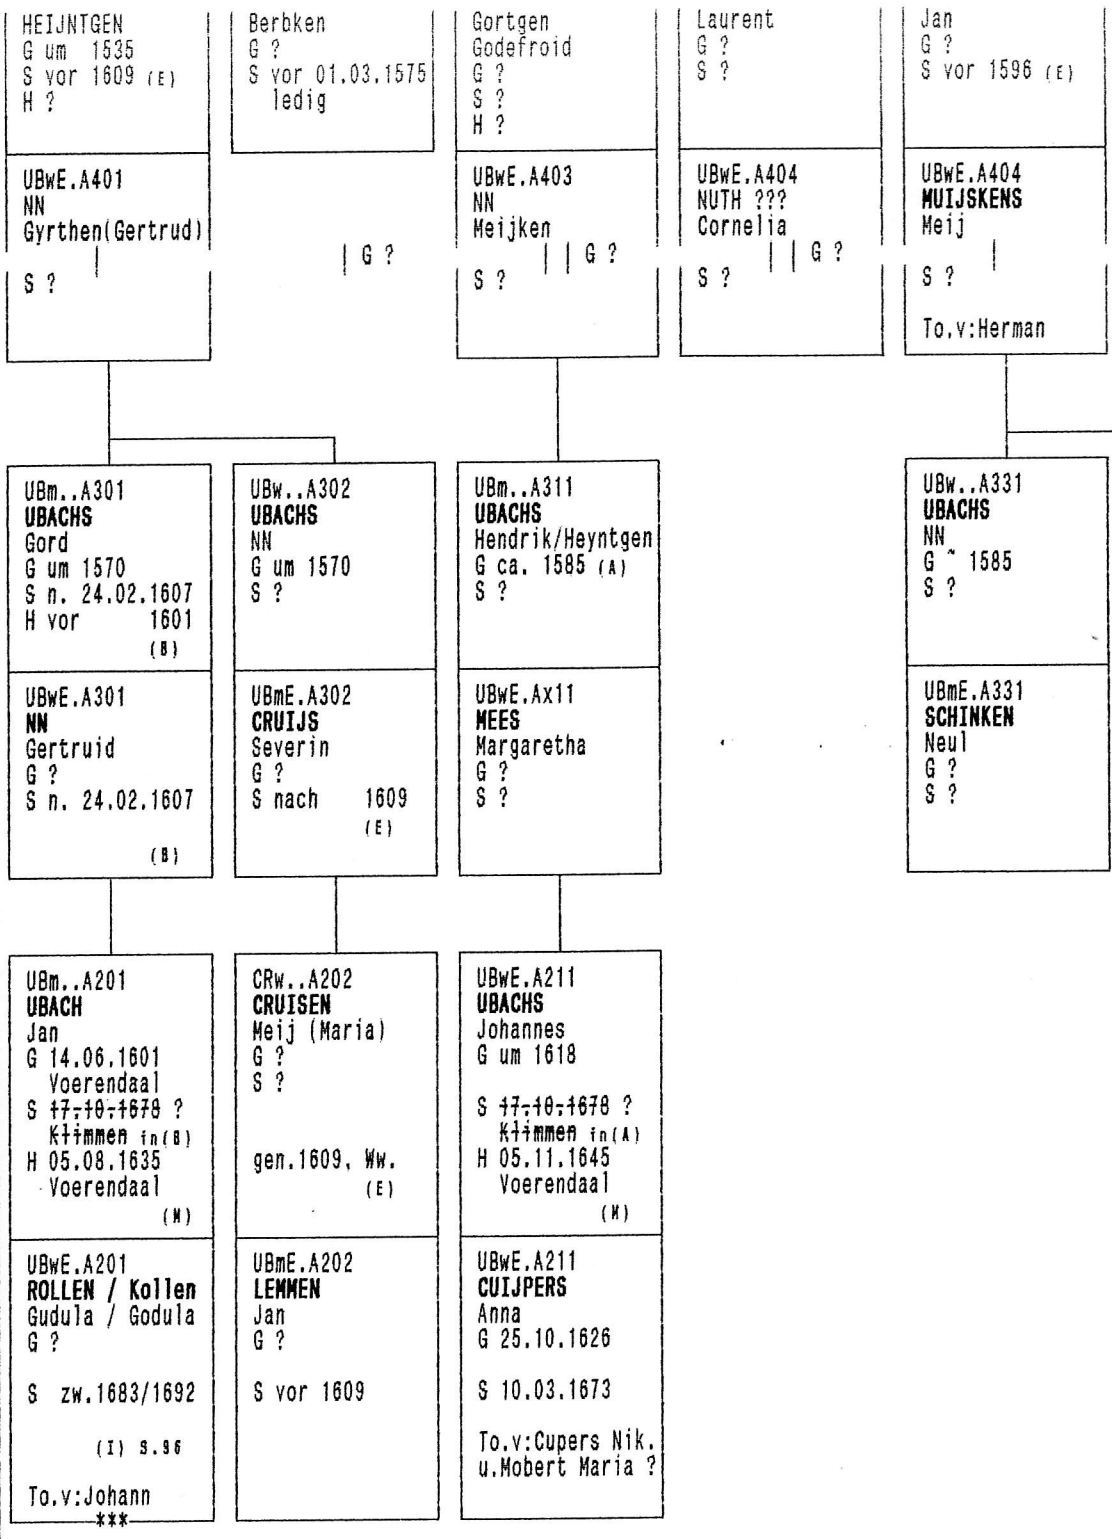 HEIJNTGEN
G um 1535
S vor 1609 (E)
H ?
UBwE.A401
NN
Gyrthen(Gertrud)
S ?
Berbken
G ?
S vor 01.03.1575
ledig
G ?
Gortgen
Godefroid
G ?
S ?
H ?
UBwE.A403
NN
Meijken
G ?
S ?
Laurent
G ?
S ?
UBwE.A404
NUTH ???
Cornelia
G ?
S ?
Jan
G ?
S vor 1596 (E)
UBwE.A404
MUIJSKENS
Meij
S ?
To.v:Herman
UBm..A301
UBACHS
Gord
G um 1570
S n. 24.02.1607
H vor 1601
(B)
UBwE.A301
NN
Gertruid
G ?
S n. 24.02.1607
(B)
UBw..A302
UBACHS
NN
G um 1570
S ?
UBmE.A302
CRUIJS
Severin
G ?
S nach 1609
(E)
UBm..A311
UBACHS
Hendrik/Heyntgen
G ca. 1585 (A)
S ?
UBwE.Ax11
MEES
Margaretha
G ?
S ?
UBw..A331
UBACHS
NN
G ~ 1585
S ?
UBmE.A331
SCHINKEN
Neul
G ?
S ?
UBm..A201
UBACH
Jan
G 14.06.1601
Voerendaal
S 17.10.1678 ?
Klimmen in(B)
H 05.08.1635
Voerendaal
(M)
UBwE.A201
ROLLEN / Kollen
Gudula / Godula
G ?
S zw.1683/1692
(I) S.96
To.v:Johann
***
CRw..A202
CRUISEN
Meij (Maria)
G ?
S ?
gen.1609, Ww.
(E)
UBmE.A202
LEMMEN
Jan
G ?
S vor 1609
UBwE.A211
UBACHS
Johannes
G um 1618
S 17.10.1678 ?
Klimmen in(A)
H 05.11.1645
Voerendaal
(M)
UBwE.A211
CUIJPERS
Anna
G 25.10.1626
S 10.03.1673
To.v:Cupers Nik.
u.Mobert Maria ?